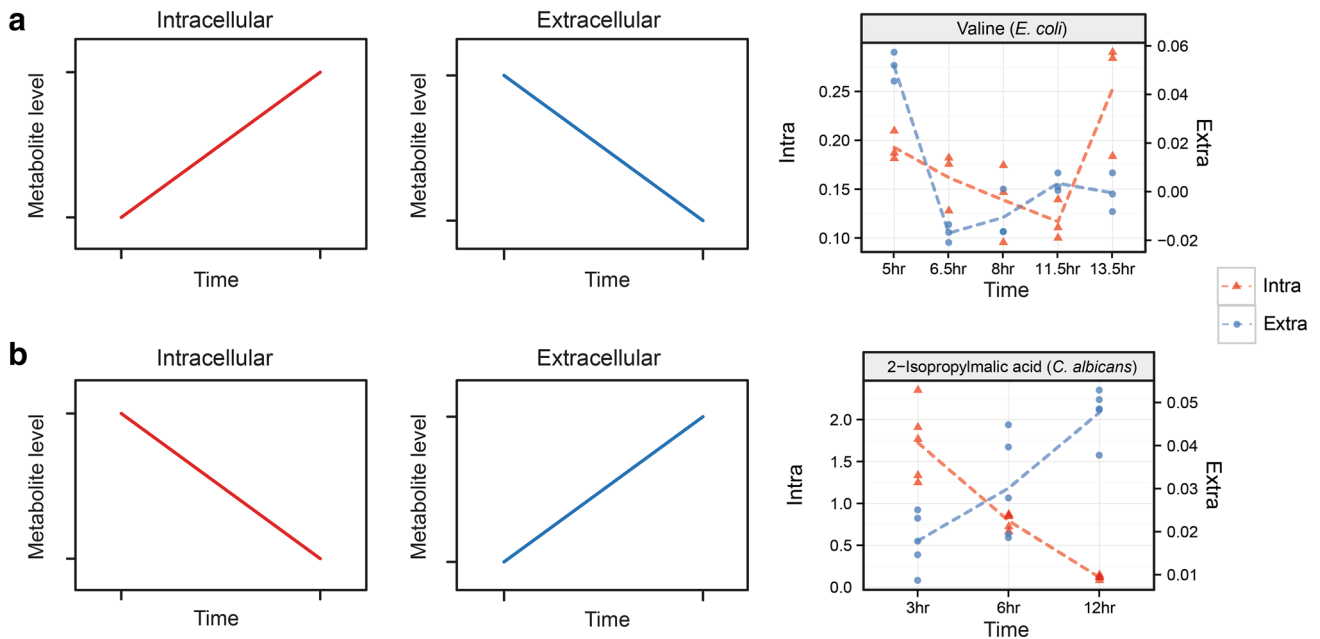 a
Intracellular
Metabolite level
Time
Extracellular
Metabolite level
Time
Valine (E. coli)
Intra
0.25
0.20
0.15
0.10
0.06
0.04
0.02
0.00
−0.02
Extra
5hr 6.5hr 8hr 11.5hr 13.5hr
Time
Intra
Extra
b
Intracellular
Metabolite level
Time
Extracellular
Metabolite level
Time
2−Isopropylmalic acid (C. albicans)
Intra
2.0
1.5
1.0
0.5
0.0
0.05
0.04
0.03
0.02
0.01
Extra
3hr 6hr 12hr
Time